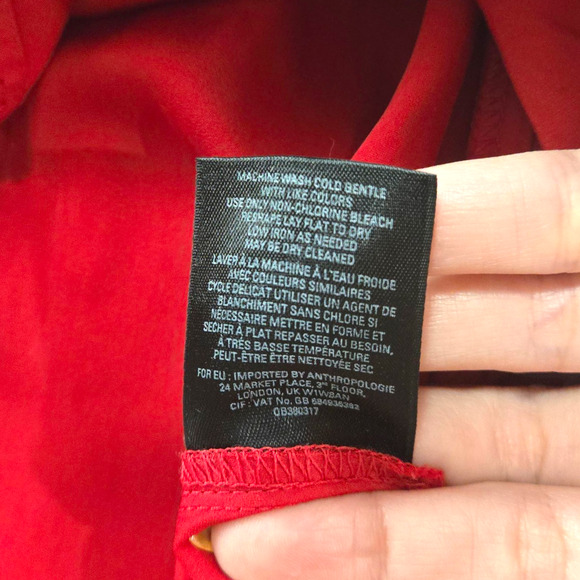 MACHINE WASH COLD GENTLE
WITH LIKE COLORS
USE ONLY NON-CHLORINE BLEACH
RESHAPE LAY FLAT TO DRY
LOW IRON AS NEEDED
MAY BE DRY CLEANED
LAVER À LA MACHINE À L'EAU FROIDE
AVEC COULEURS SIMILAIRES
CYCLE DELICAT UTILISER UN AGENT DE
BLANCHIMENT SANS CHLORE SI
NÉCESSAIRE METTRE EN FORME ET
SECHER À PLAT REPASSER AU BESOIN,
À TRÉS BASSE TEMPÉRATURE
PEUT-ÊTRE ÊTRE NETTOYÉE SEC
FOR EU : IMPORTED BY ANTHROPOLOGIE
24 MARKET PLACE, 3RD FLOOR,
LONDON, UK W1W8AN
CIF : VAT No. GB 684936382
QB380317